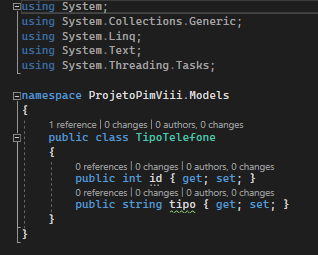 using System;
using System.Collections.Generic;
using System.Linq;
using System.Text;
using System.Threading.Tasks;
namespace ProjetoPimViii.Models
{
1 reference | 0 changes | 0 authors, 0 changes
public class TipoTelefone
{
0 references | 0 changes | 0 authors, 0 changes
public int id { get; set; }
0 references | 0 changes | 0 authors, 0 changes
public string tipo { get; set; }
}
}